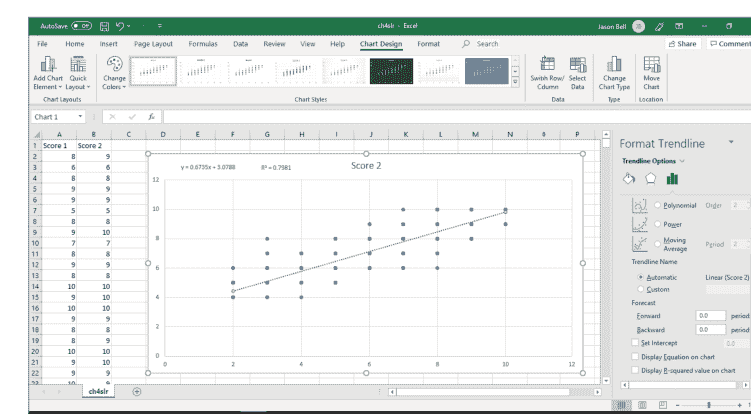 AutoSave Off ch4slr - Excel Jason Bell
File Home Insert Page Layout Formulas Data Review View Help Chart Design Format Search Share Comment
Add Chart Element Quick Layout Change Colors Switch Row/ Column Select Data Change Chart Type Move Chart
Chart Layouts Chart Styles Data Type Location
Chart 1 fx
A B C D E F G H I J K L M N P
1 Score 1 Score 2
2 8 9
3 6 6
4 8 8
5 9 9
6 9 9
7 5 5
8 8 8
9 9 10
10 7 7
11 8 8
12 9 9
13 8 8
14 10 10
15 9 10
16 10 10
17 9 9
18 8 8
19 8 9
20 10 10
21 9 10
22 9 9
23 10 9
Score 2
y = 0.6735x + 3.0788 R² = 0.7981
12
10
8
6
4
2
0
0 2 4 6 8 10 12
Format Trendline
Trendline Options
Polynomial Order 2
Power
Moving Average Period 2
Trendline Name
Automatic Linear (Score 2)
Custom
Forecast
Forward 0.0 period
Backward 0.0 period
Set Intercept 0.0
Display Equation on chart
Display R-squared value on chart
ch4slr